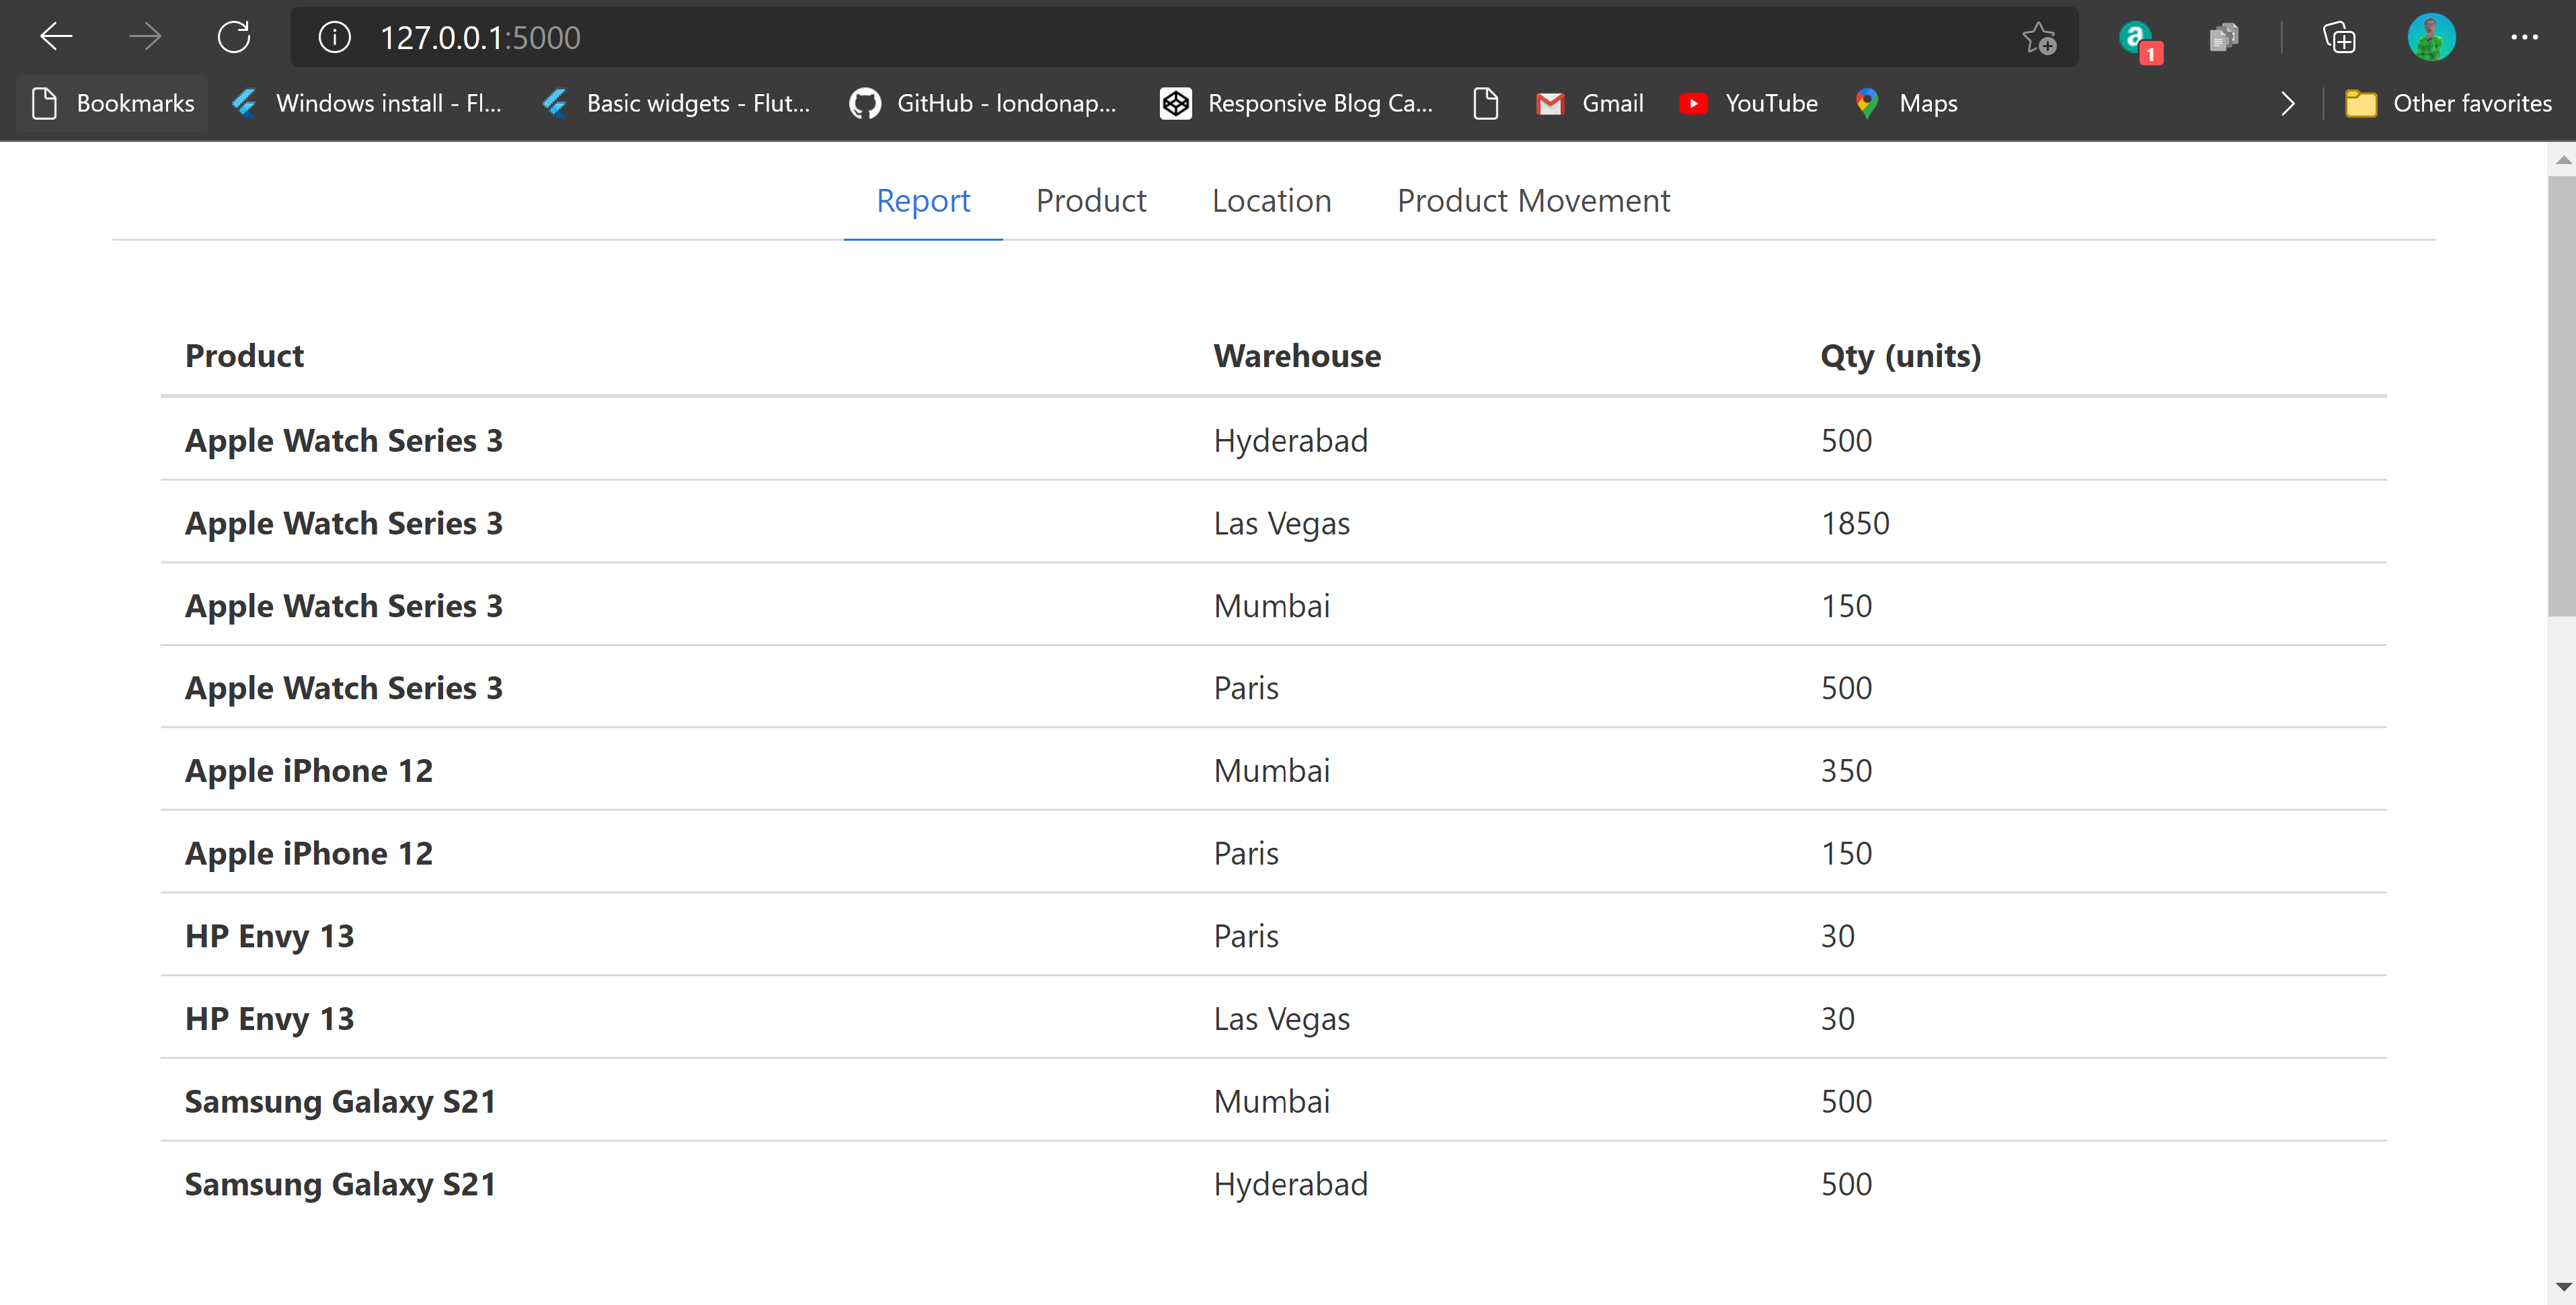 127.0.0.1:5000
a 1
Bookmarks Windows install - Fl... Basic widgets - Flut... GitHub - londonap... Responsive Blog Ca... Gmail YouTube Maps Other favorites
Report Product Location Product Movement
Product Warehouse Qty (units)
Apple Watch Series 3 Hyderabad 500
Apple Watch Series 3 Las Vegas 1850
Apple Watch Series 3 Mumbai 150
Apple Watch Series 3 Paris 500
Apple iPhone 12 Mumbai 350
Apple iPhone 12 Paris 150
HP Envy 13 Paris 30
HP Envy 13 Las Vegas 30
Samsung Galaxy S21 Mumbai 500
Samsung Galaxy S21 Hyderabad 500